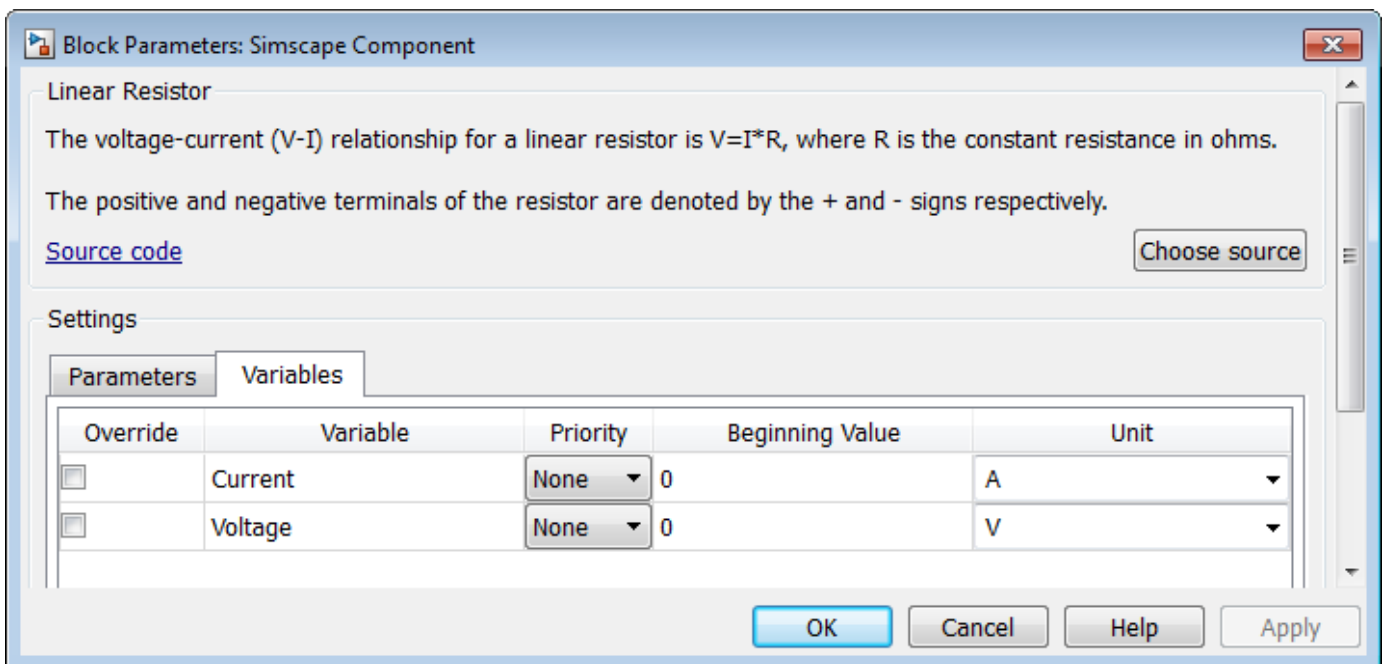 Block Parameters: Simscape Component
Linear Resistor
The voltage-current (V-I) relationship for a linear resistor is V=I*R, where R is the constant resistance in ohms.
The positive and negative terminals of the resistor are denoted by the + and - signs respectively.
Source code
Choose source
Settings
Parameters Variables
Override Variable Priority Beginning Value Unit
Current None 0 A
Voltage None 0 V
OK Cancel Help Apply